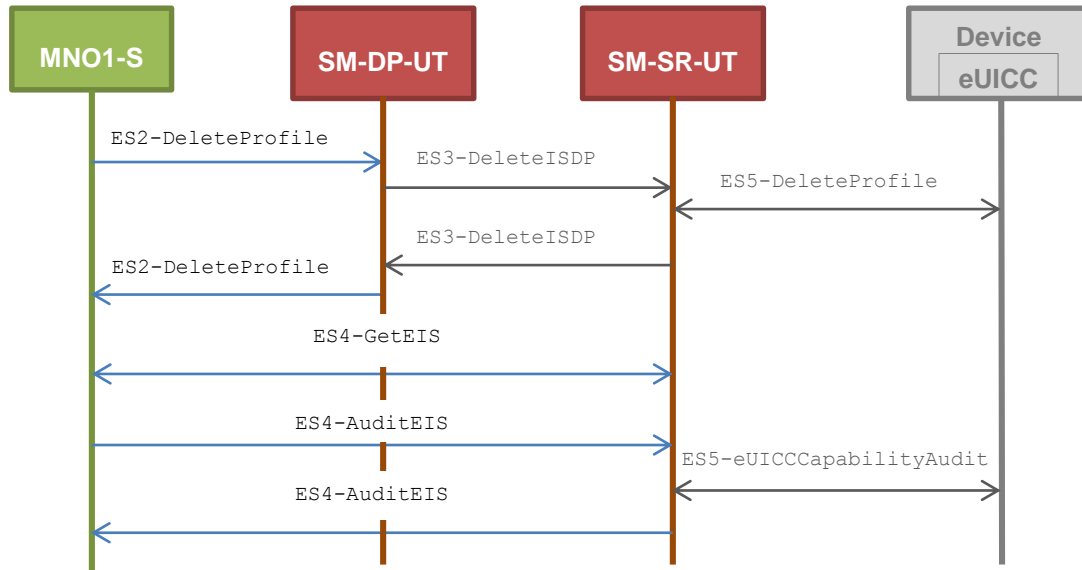 MNO1-S
SM-DP-UT
SM-SR-UT
Device
eUICC
ES2-DeleteProfile
ES3-DeleteISDP
ES5-DeleteProfile
ES3-DeleteISDP
ES2-DeleteProfile
ES4-GetEIS
ES4-AuditEIS
ES5-eUICCCapabilityAudit
ES4-AuditEIS